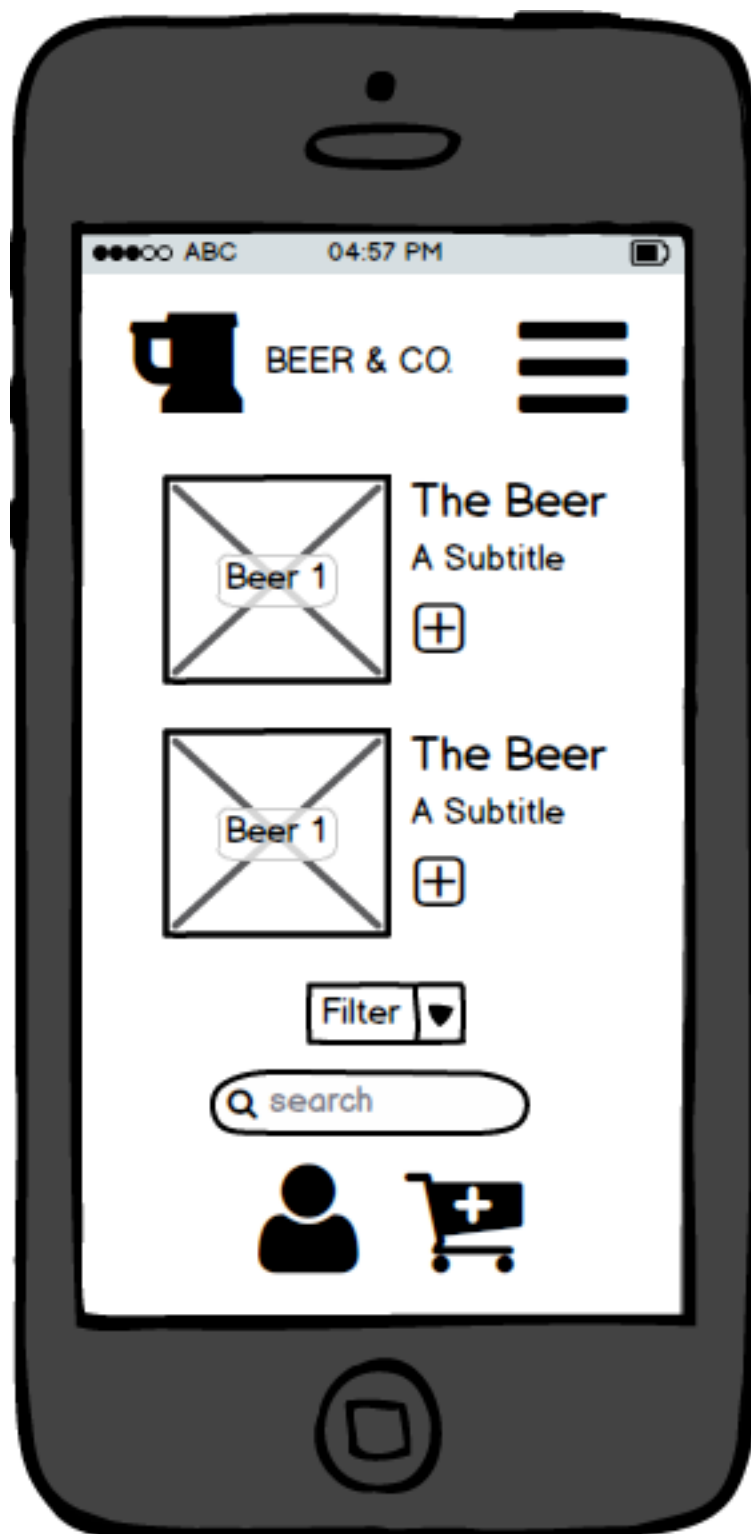 ABC 04:57 PM
BEER & CO.
The Beer
A Subtitle
Beer 1
The Beer
A Subtitle
Beer 1
Filter
search